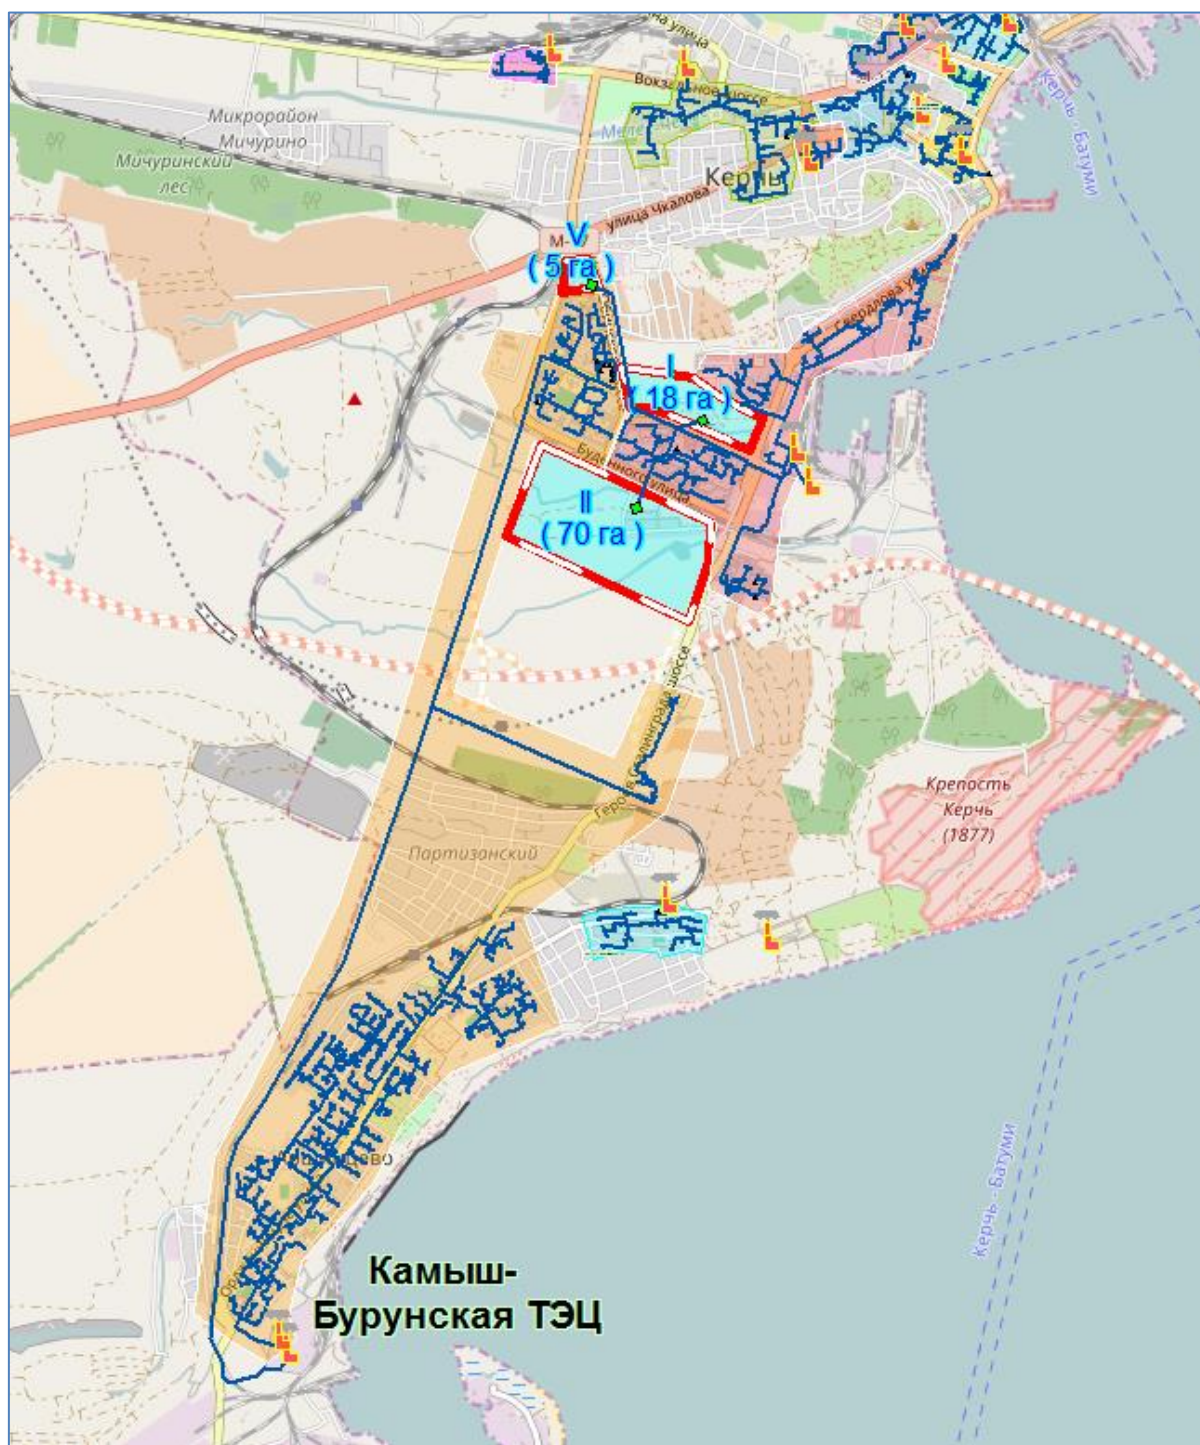 Вокзальное шоссе
Микрорайон
Мичурино
Мичуринский
лес
Керчь
улица Чкалова
Керчь - Батуми
V
( 5 га )
I
( 18 га )
Буденного улица
II
( 70 га )
Крепость
Керчь
(1877)
Партизанский
Керчь - Батуми
Камыш-
Бурунская ТЭЦ